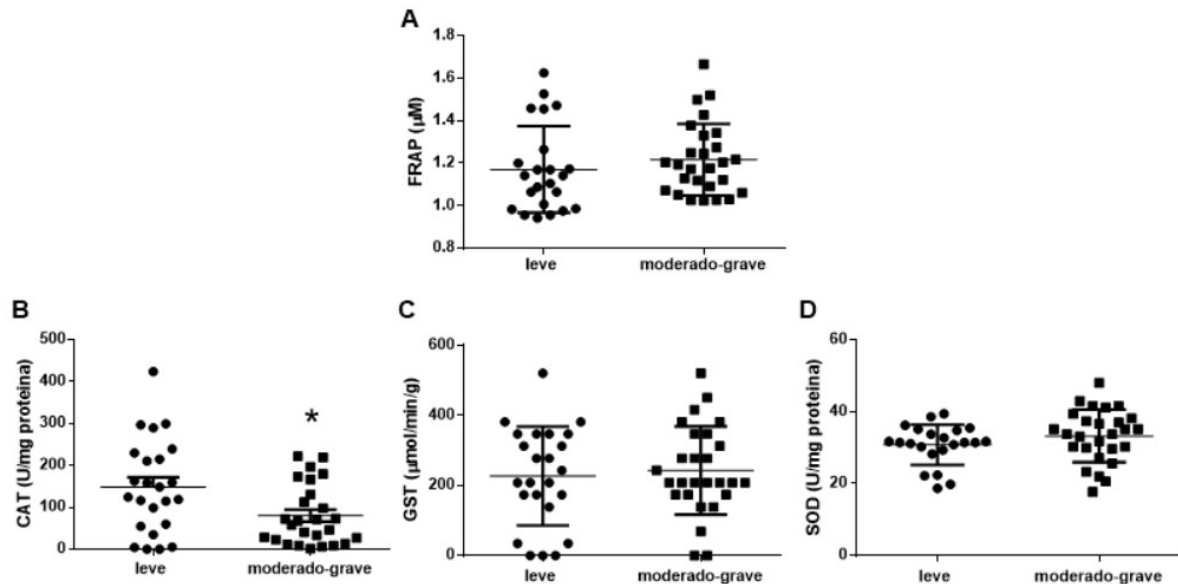 A
FRAP (µM)
1.8
1.6
1.4
1.2
1.0
0.8
leve
moderado-grave
B
CAT (U/mg proteina)
500
400
300
200
100
0
*
leve
moderado-grave
C
GST (µmol/min/g)
600
400
200
0
leve
moderado-grave
D
SOD (U/mg proteina)
60
40
20
0
leve
moderado-grave